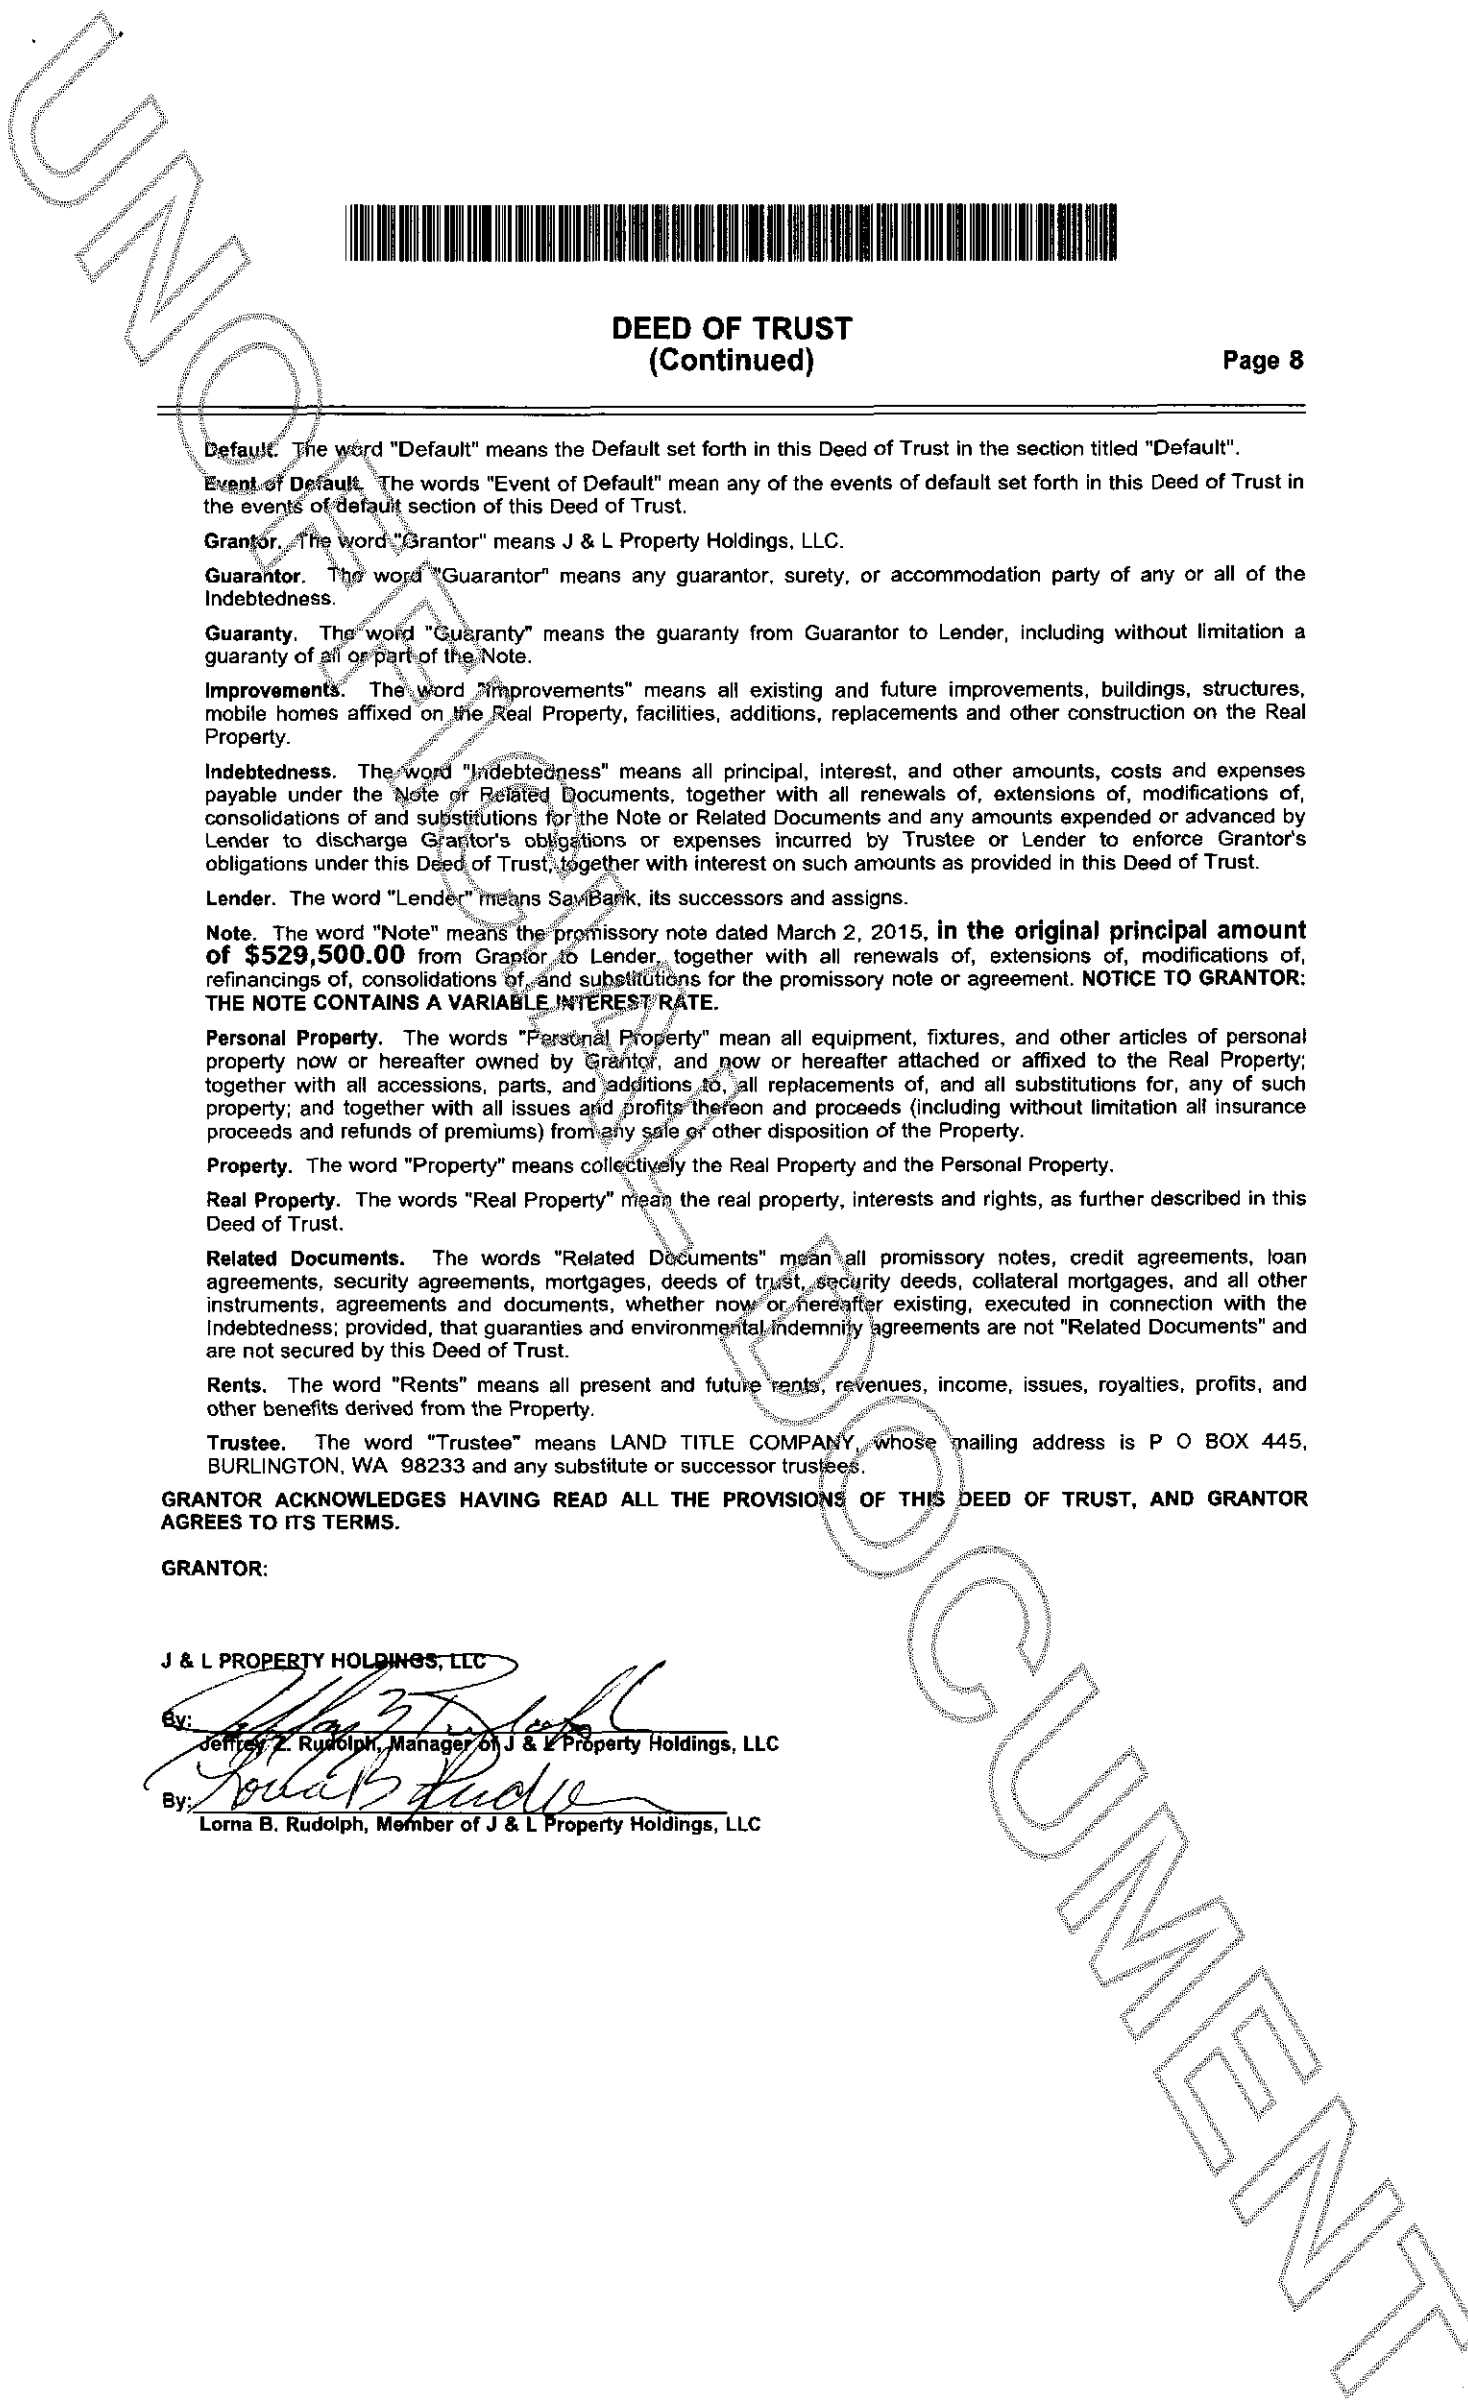 DEED OF TRUST
(Continued)
Page 8
Default. The word "Default" means the Default set forth in this Deed of Trust in the section titled "Default".
Event of Default. The words "Event of Default" mean any of the events of default set forth in this Deed of Trust in
the events of default section of this Deed of Trust.
Grantor. The word "Grantor" means J & L Property Holdings, LLC.
Guarantor. The word "Guarantor" means any guarantor, surety, or accommodation party of any or all of the
Indebtedness.
Guaranty. The word "Guaranty" means the guaranty from Guarantor to Lender, including without limitation a
guaranty of all or part of the Note.
Improvements. The word "Improvements" means all existing and future improvements, buildings, structures,
mobile homes affixed on the Real Property, facilities, additions, replacements and other construction on the Real
Property.
Indebtedness. The word "Indebtedness" means all principal, interest, and other amounts, costs and expenses
payable under the Note or Related Documents, together with all renewals of, extensions of, modifications of,
consolidations of and substitutions for the Note or Related Documents and any amounts expended or advanced by
Lender to discharge Grantor's obligations or expenses incurred by Trustee or Lender to enforce Grantor's
obligations under this Deed of Trust, together with interest on such amounts as provided in this Deed of Trust.
Lender. The word "Lender" means SaviBank, its successors and assigns.
Note. The word "Note" means the promissory note dated March 2, 2015, in the original principal amount
of $529,500.00 from Grantor to Lender, together with all renewals of, extensions of, modifications of,
refinancings of, consolidations of, and substitutions for the promissory note or agreement. NOTICE TO GRANTOR:
THE NOTE CONTAINS A VARIABLE INTEREST RATE.
Personal Property. The words "Personal Property" mean all equipment, fixtures, and other articles of personal
property now or hereafter owned by Grantor, and now or hereafter attached or affixed to the Real Property;
together with all accessions, parts, and additions to, all replacements of, and all substitutions for, any of such
property; and together with all issues and profits thereon and proceeds (including without limitation all insurance
proceeds and refunds of premiums) from any sale or other disposition of the Property.
Property. The word "Property" means collectively the Real Property and the Personal Property.
Real Property. The words "Real Property" mean the real property, interests and rights, as further described in this
Deed of Trust.
Related Documents. The words "Related Documents" mean all promissory notes, credit agreements, loan
agreements, security agreements, mortgages, deeds of trust, security deeds, collateral mortgages, and all other
instruments, agreements and documents, whether now or hereafter existing, executed in connection with the
Indebtedness; provided, that guaranties and environmental indemnity agreements are not "Related Documents" and
are not secured by this Deed of Trust.
Rents. The word "Rents" means all present and future rents, revenues, income, issues, royalties, profits, and
other benefits derived from the Property.
Trustee. The word "Trustee" means LAND TITLE COMPANY, whose mailing address is P O BOX 445,
BURLINGTON, WA 98233 and any substitute or successor trustees.
GRANTOR ACKNOWLEDGES HAVING READ ALL THE PROVISIONS OF THIS DEED OF TRUST, AND GRANTOR
AGREES TO ITS TERMS.
GRANTOR:
J & L PROPERTY HOLDINGS, LLC
By:
Jeffrey Z. Rudolph, Manager of J & L Property Holdings, LLC
By:
Lorna B. Rudolph, Member of J & L Property Holdings, LLC
UNOFFICIAL DOCUMENT